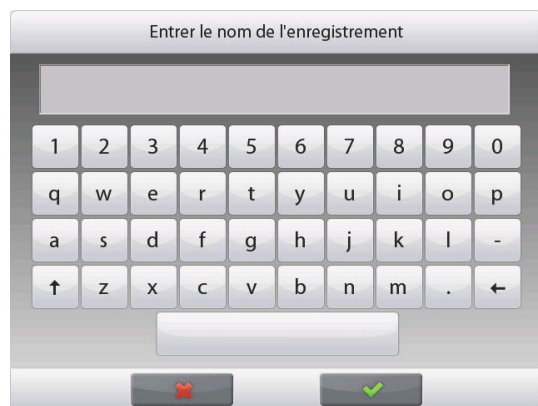 Entrer le nom de l'enregistrement
1 2 3 4 5 6 7 8 9 0
q w e r t y u i o p
a s d f g h j k l -
↑ z x c v b n m . ←